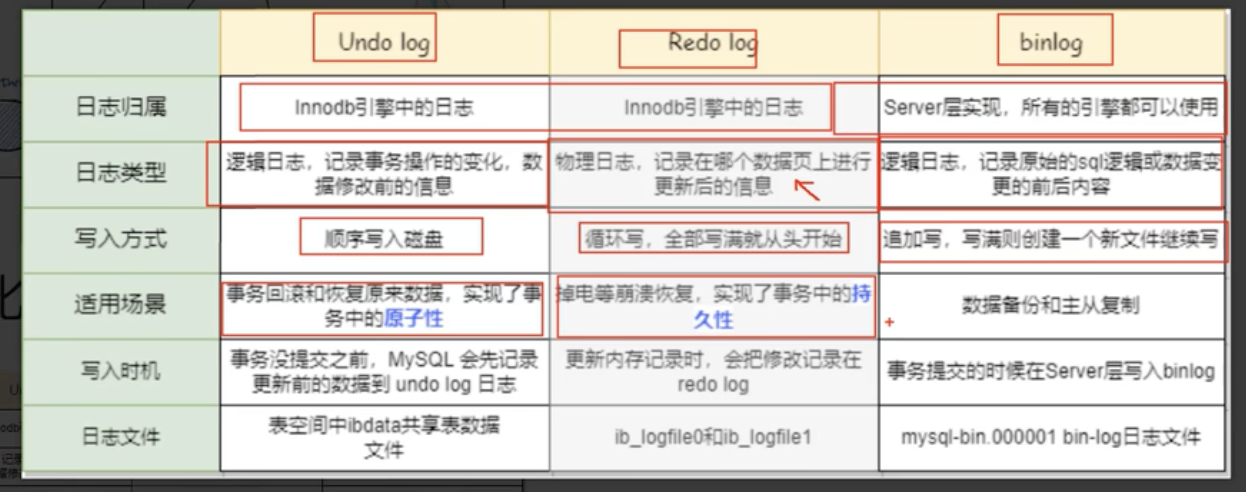 Undo log
Redo log
binlog
日志归属
Innodb引擎中的日志
Innodb引擎中的日志
Server层实现，所有的引擎都可以使用
日志类型
逻辑日志，记录事务操作的变化，数
据修改前的信息
物理日志，记录在哪个数据页上进行
更新后的信息
逻辑日志，记录原始的sql逻辑或数据变
更的前后内容
写入方式
顺序写入磁盘
循环写，全部写满就从头开始
追加写，写满则创建一个新文件继续写
适用场景
事务回滚和恢复原来数据，实现了事
务中的原子性
掉电等崩溃恢复，实现了事务中的持
久性
数据备份和主从复制
写入时机
事务没提交之前，MySQL 会先记录
更新前的数据到 undo log 日志
更新内存记录时，会把修改记录在
redo log
事务提交的时候在Server层写入binlog
日志文件
表空间中ibdata共享表数据
文件
ib_logfile0和ib_logfile1
mysql-bin.000001 bin-log日志文件